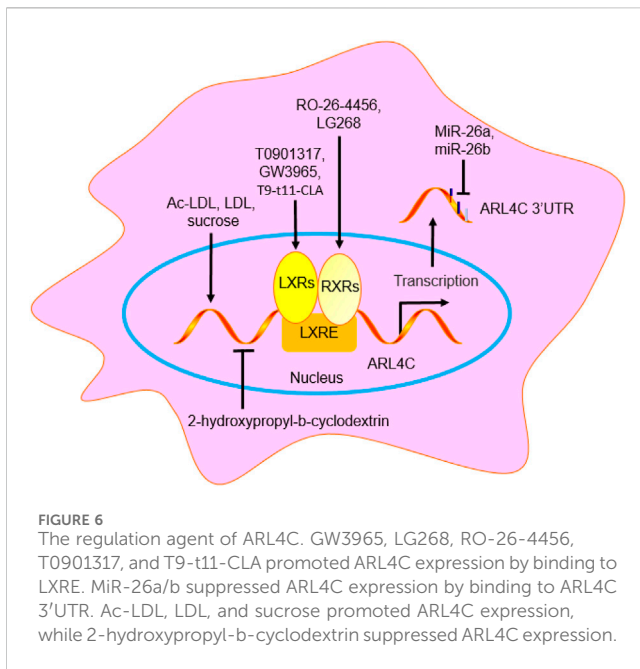 RO-26-4456,
LG268
MiR-26a,
miR-26b
T0901317,
GW3965,
T9-t11-CLA
Ac-LDL, LDL,
sucrose
ARL4C 3’UTR
Transcription
LXRs
RXRs
LXRE
ARL4C
Nucleus
2-hydroxypropyl-b-cyclodextrin
FIGURE 6
The regulation agent of ARL4C. GW3965, LG268, RO-26-4456,
T0901317, and T9-t11-CLA promoted ARL4C expression by binding to
LXRE. MiR-26a/b suppressed ARL4C expression by binding to ARL4C
3′UTR. Ac-LDL, LDL, and sucrose promoted ARL4C expression,
while 2-hydroxypropyl-b-cyclodextrin suppressed ARL4C expression.